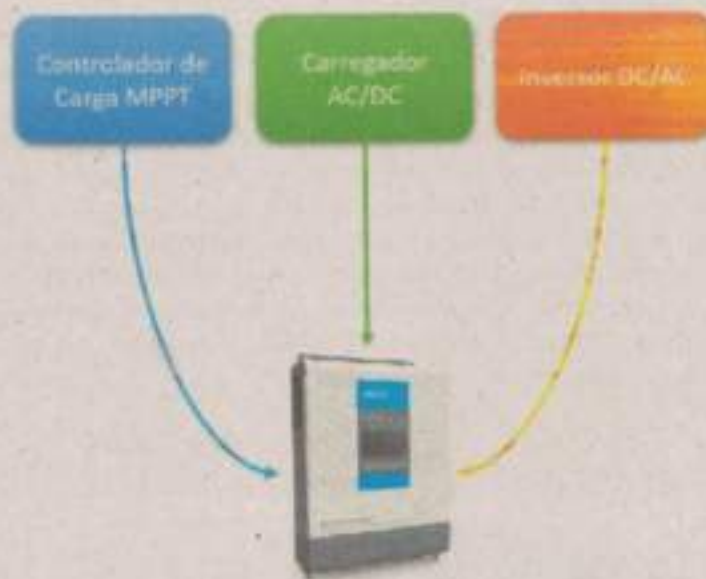 Controlador de
Carga MPPT
Carregador
AC/DC
Inversor DC/AC